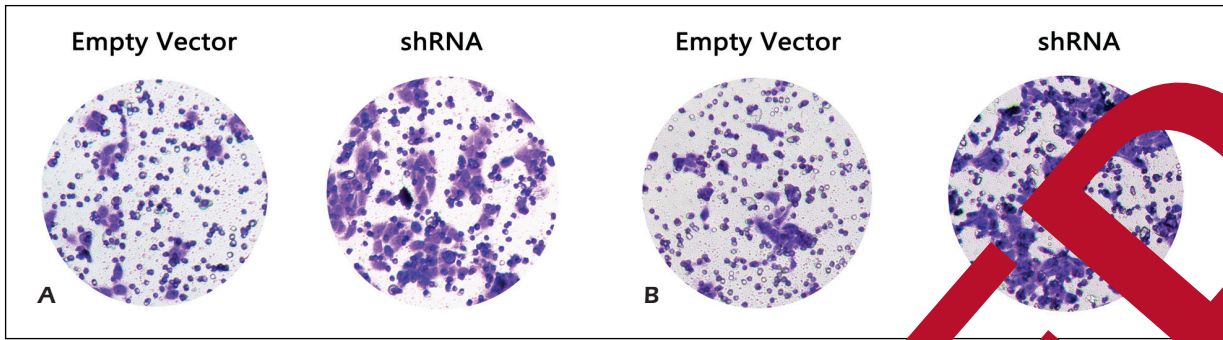 Empty Vector
shRNA
Empty Vector
shRNA
A
B